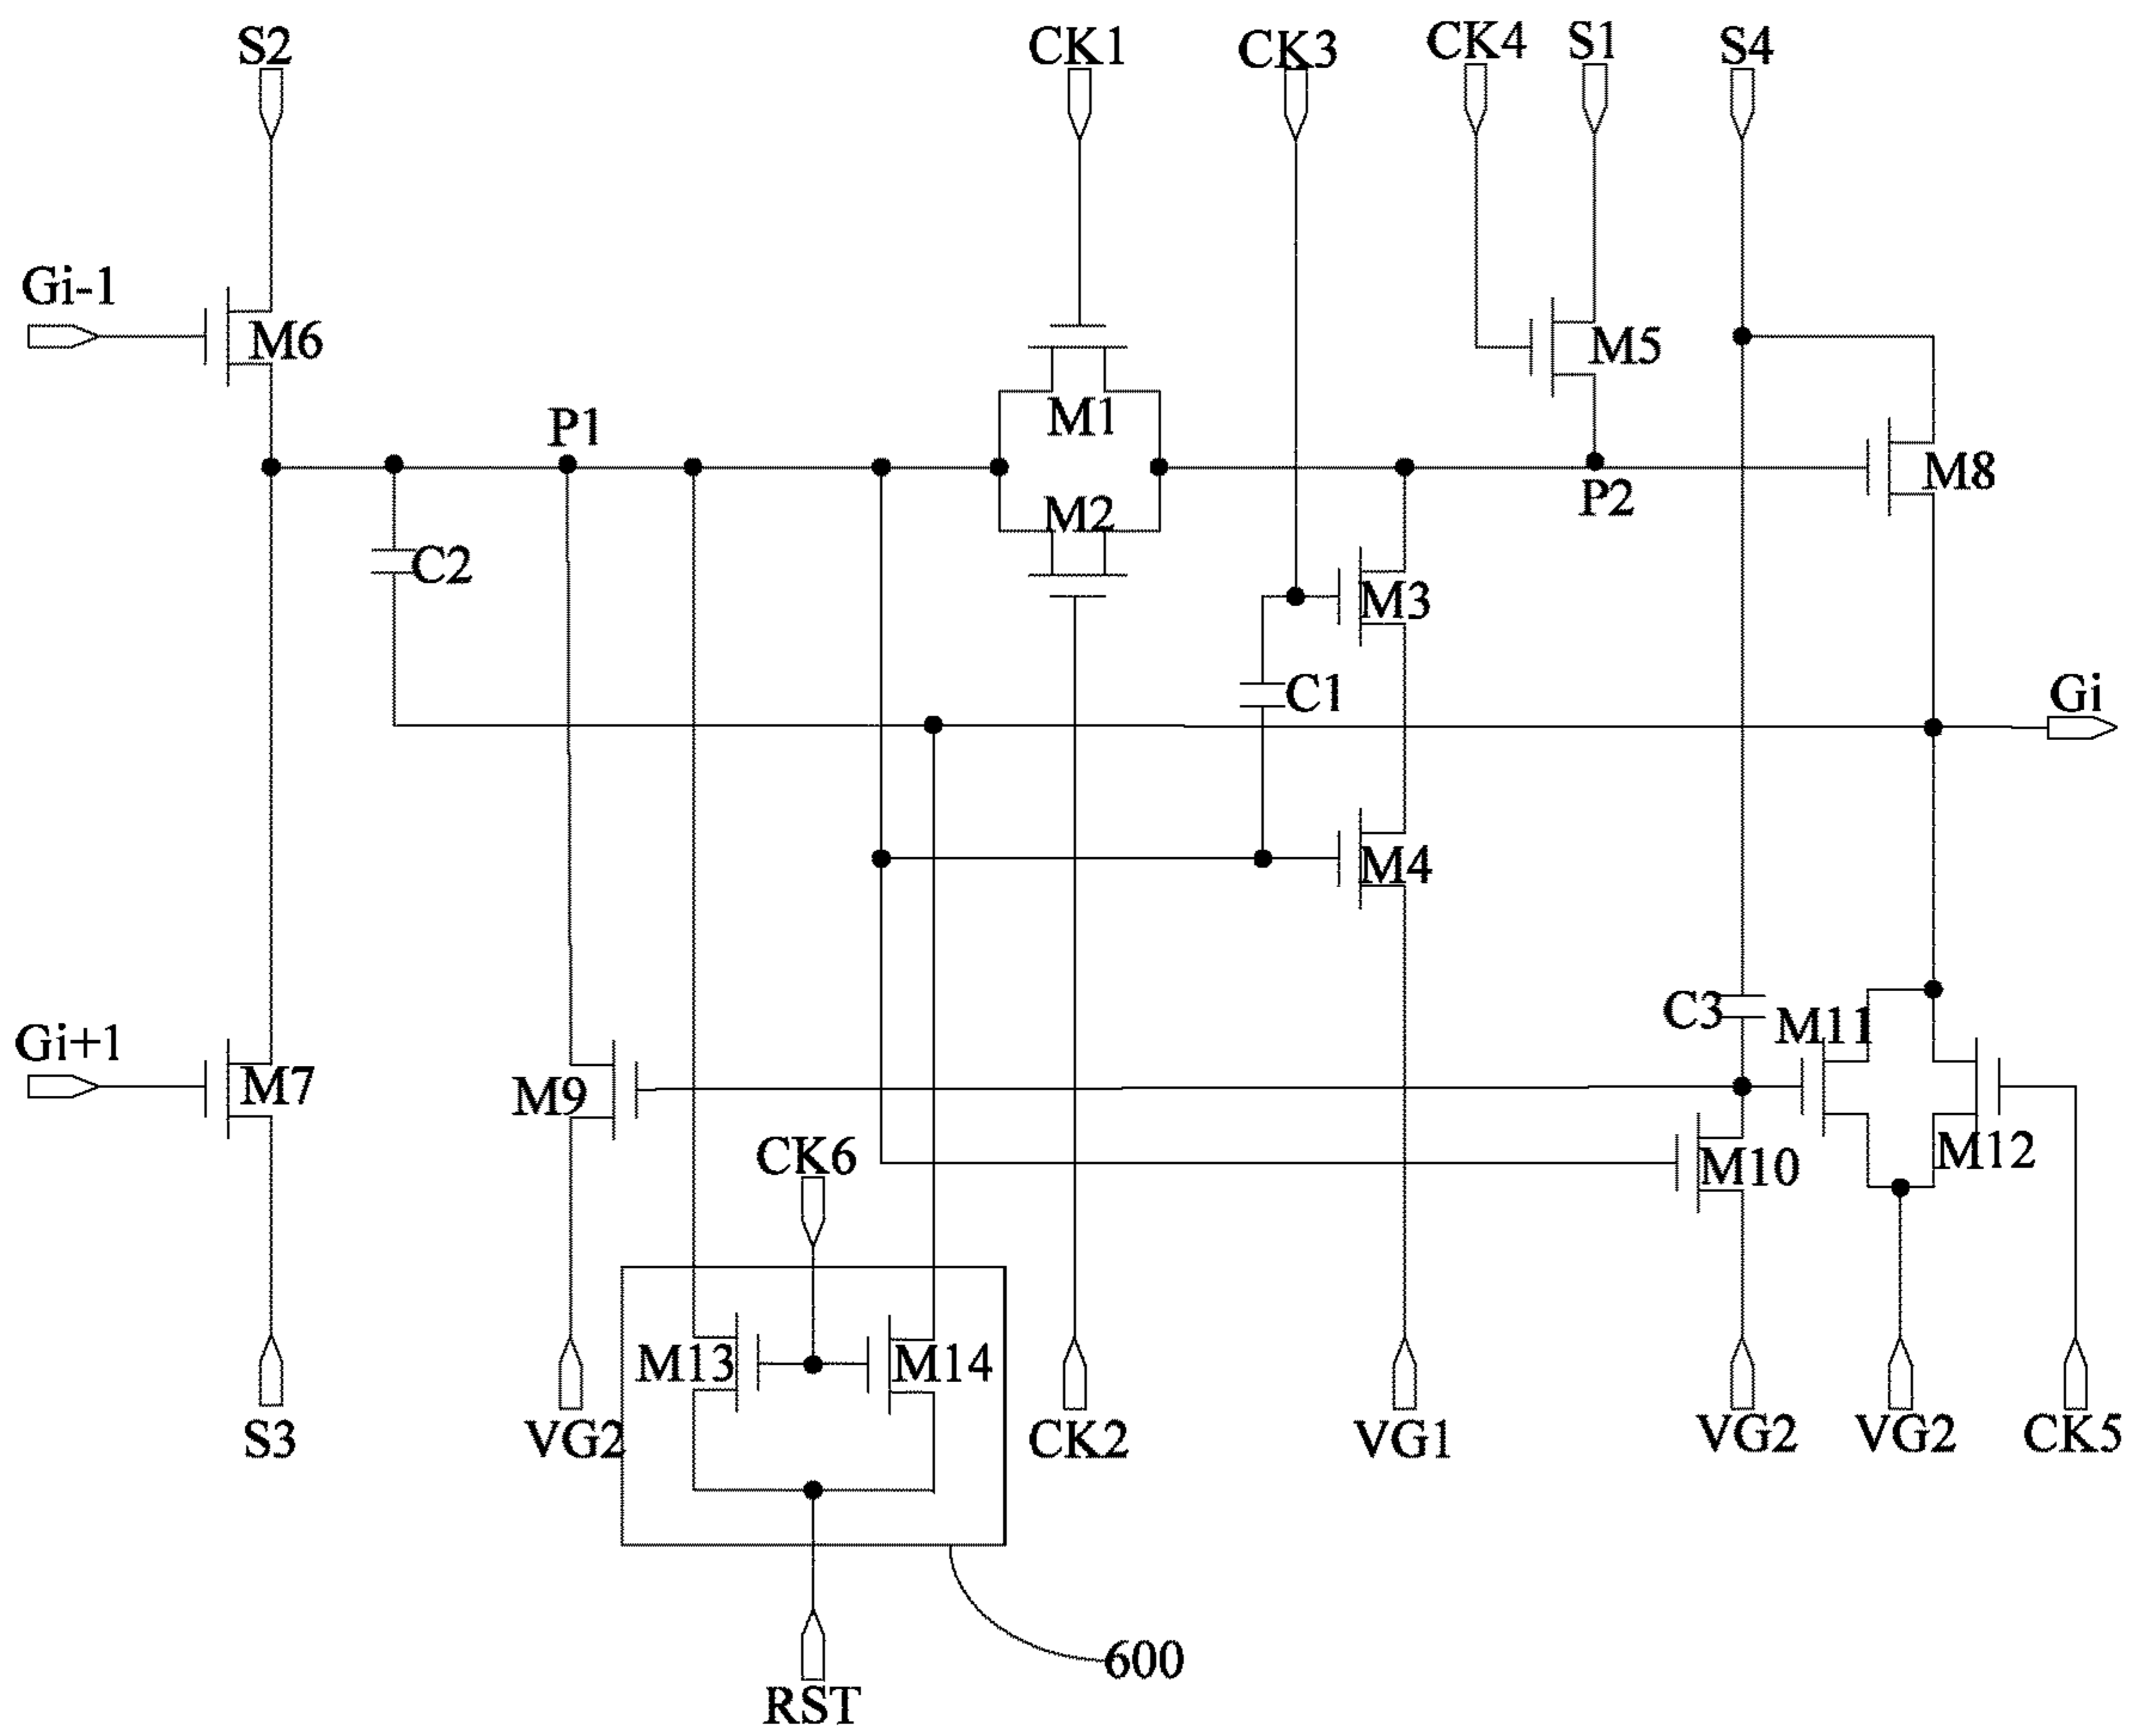 S2
CK1
CK3
CK4
S1
S4
Gi-1
M6
M5
P1
M1
M8
M2
P2
C2
M3
C1
Gi
M4
C3
M11
Gi+1
M7
M9
CK6
M10
M12
M13
M14
S3
VG2
CK2
VG1
VG2
VG2
CK5
600
RST